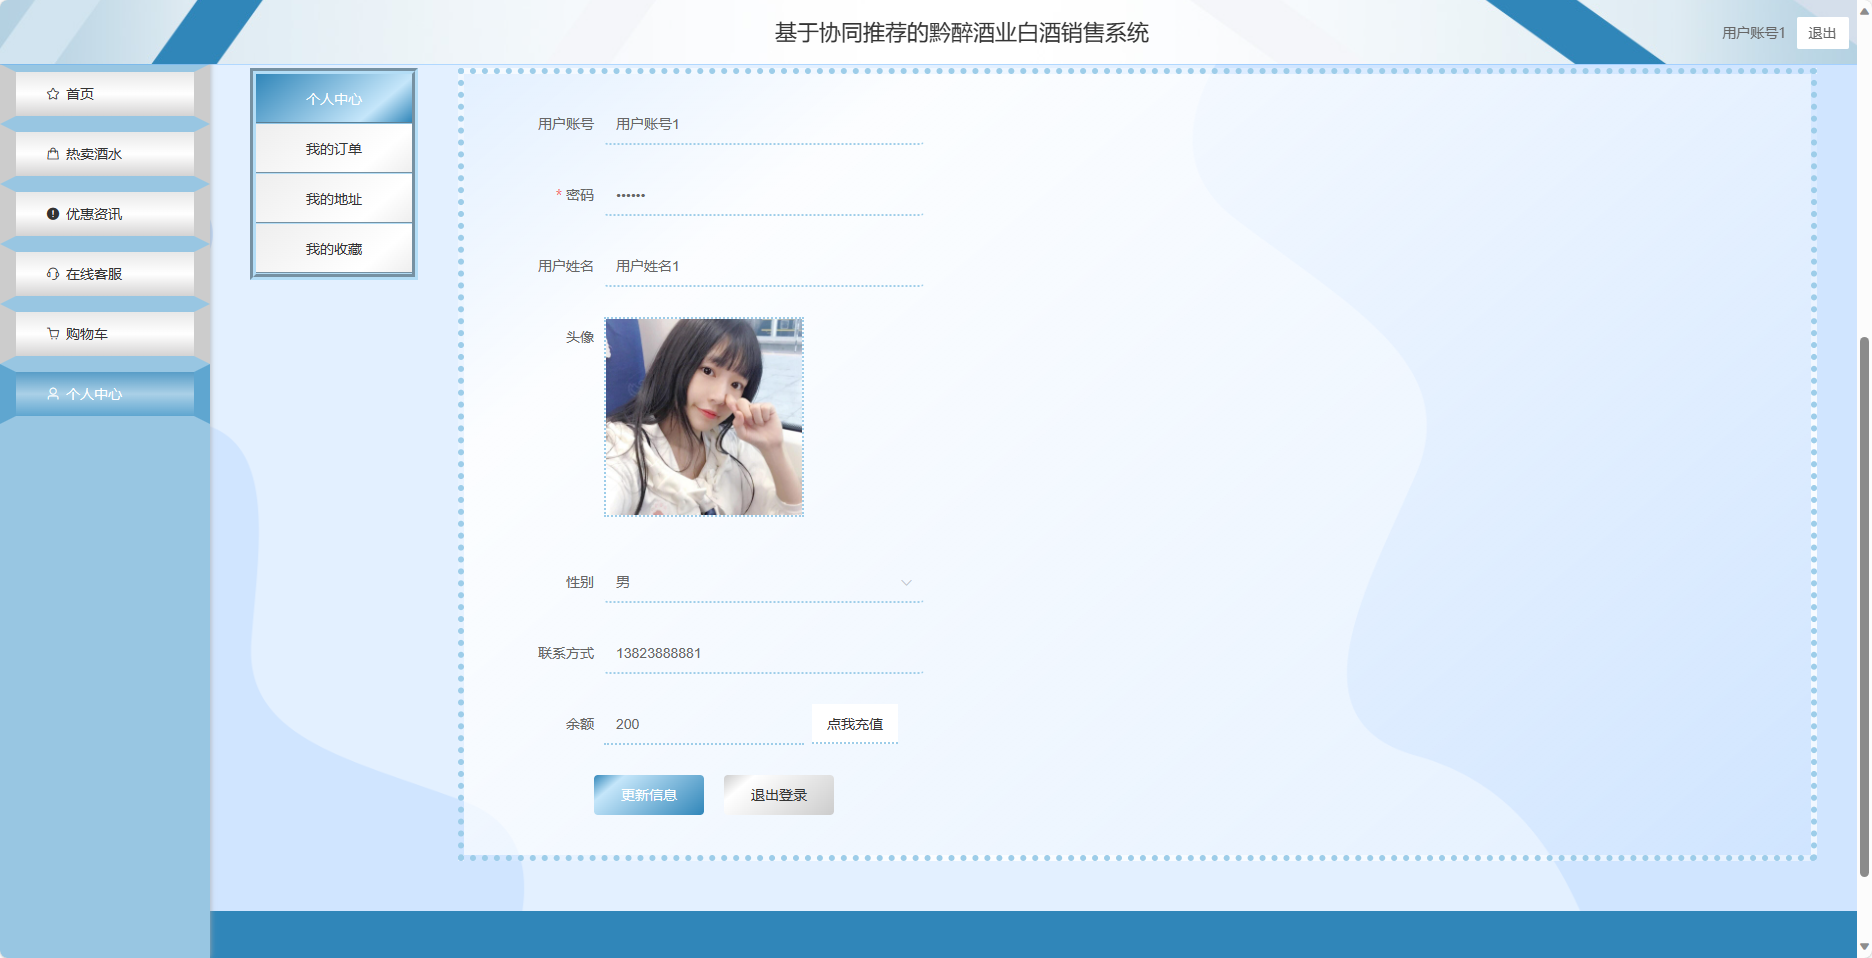 基于协同推荐的黔醉酒业白酒销售系统
用户账号1
退出
首页
热卖酒水
优惠资讯
在线客服
购物车
个人中心
个人中心
我的订单
我的地址
我的收藏
用户账号 用户账号1
* 密码 ••••••
用户姓名 用户姓名1
头像
性别 男
联系方式 13823888881
余额 200 点我充值
更新信息 退出登录